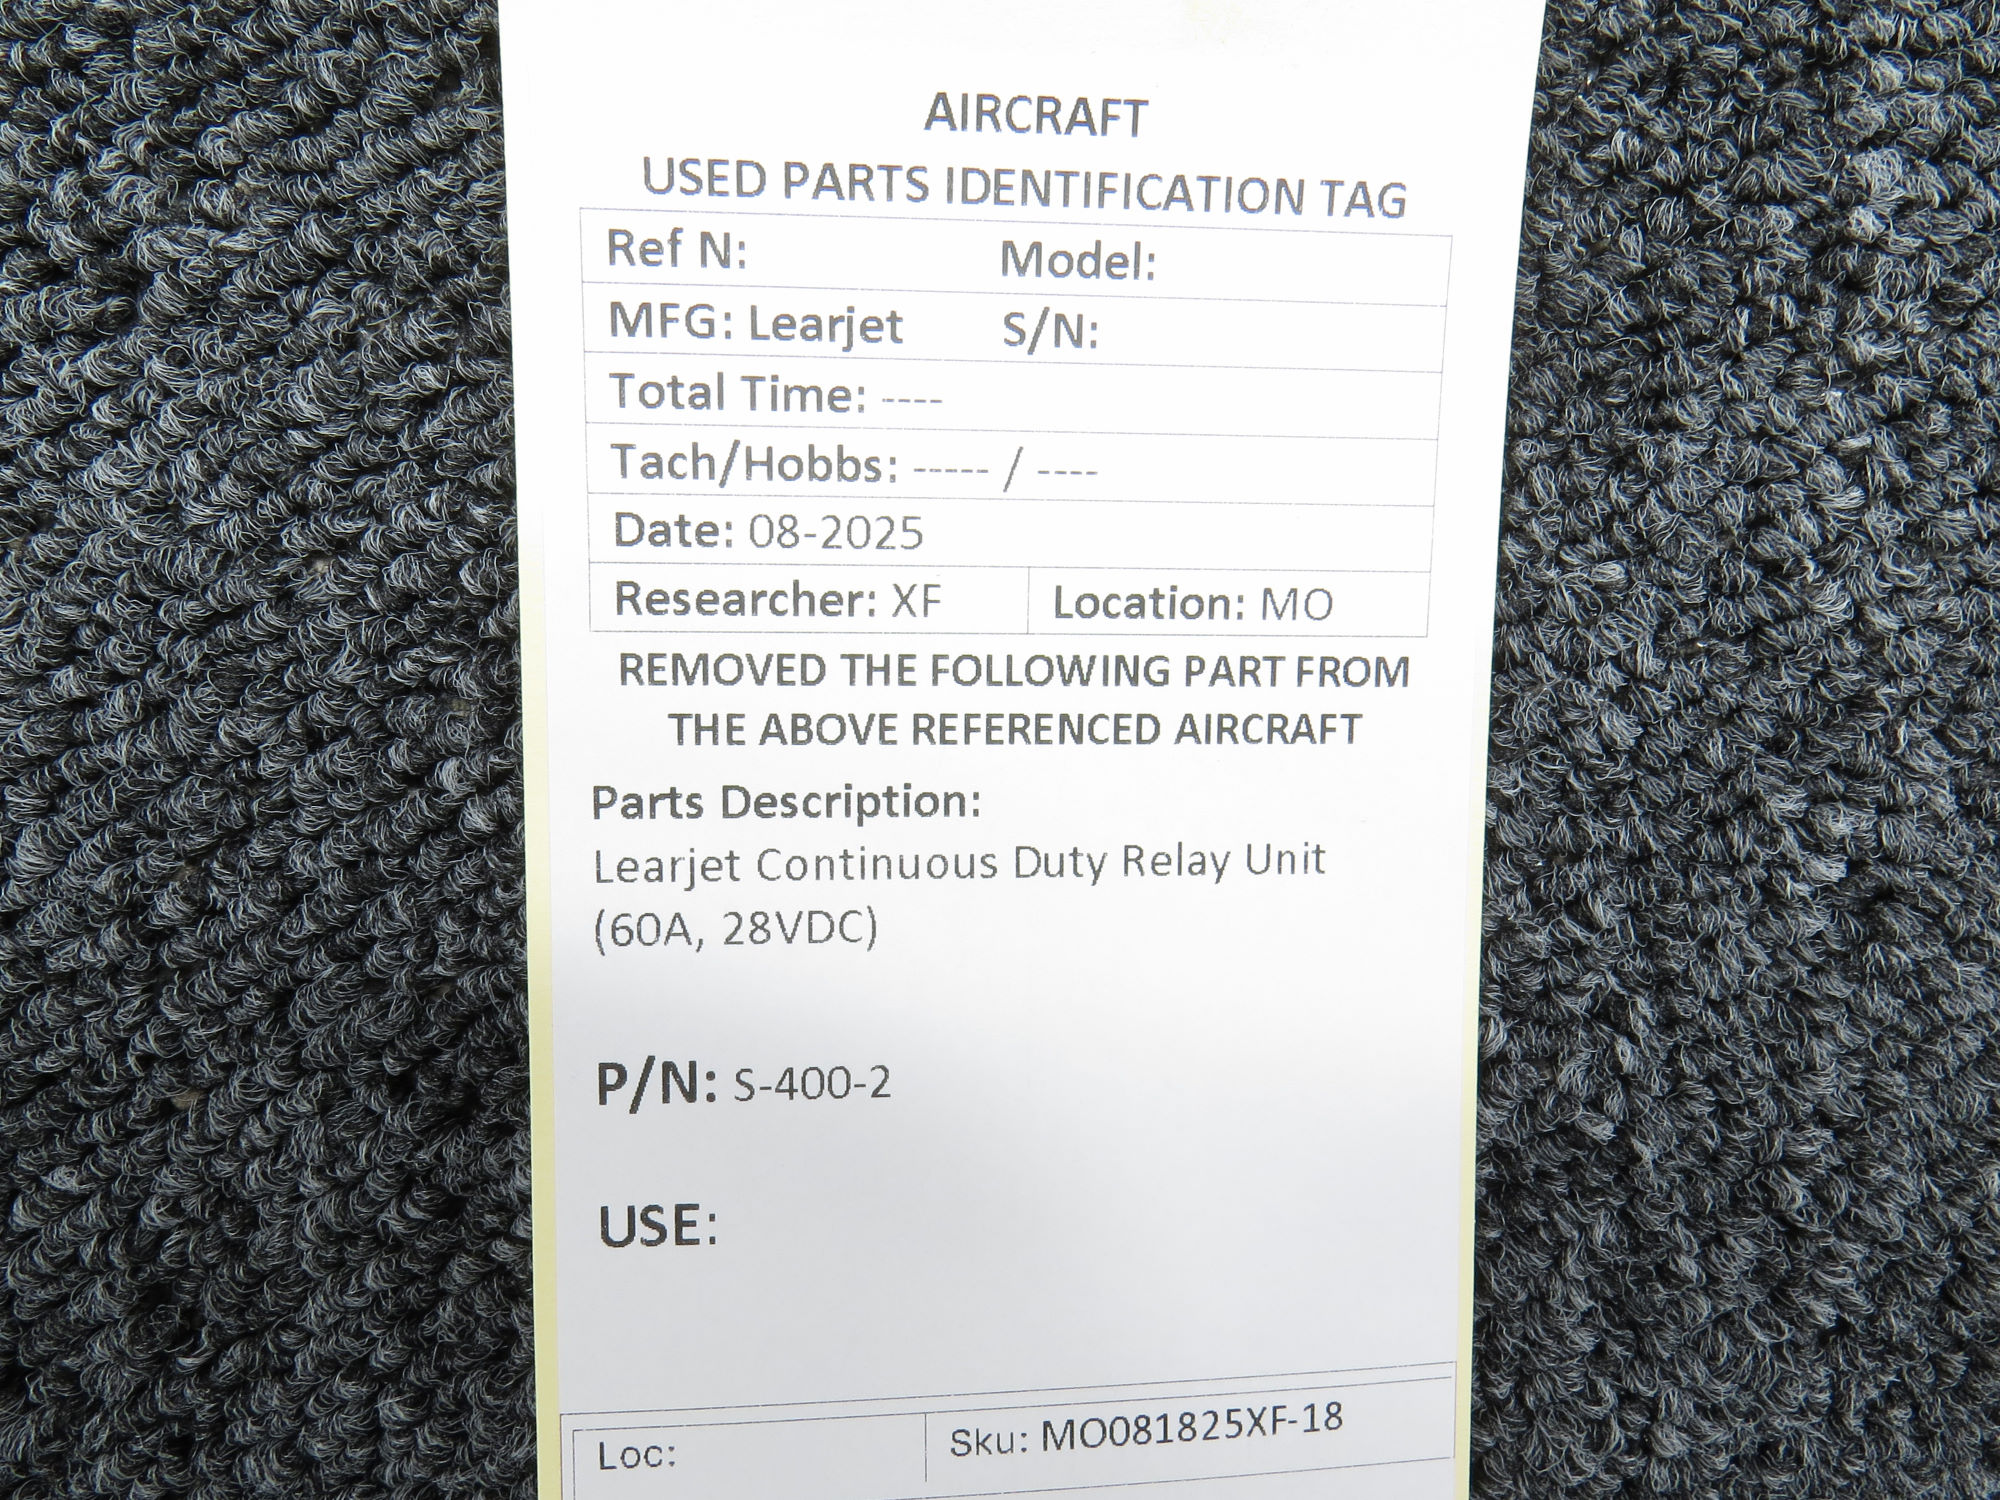 AIRCRAFT
USED PARTS IDENTIFICATION TAG
Ref N: Model:
MFG: Learjet S/N:
Total Time: ----
Tach/Hobbs: ----- / ----
Date: 08-2025
Researcher: XF Location: MO
REMOVED THE FOLLOWING PART FROM
THE ABOVE REFERENCED AIRCRAFT
Parts Description:
Learjet Continuous Duty Relay Unit
(60A, 28VDC)
P/N: S-400-2
USE:
Loc: Sku: MO081825XF-18